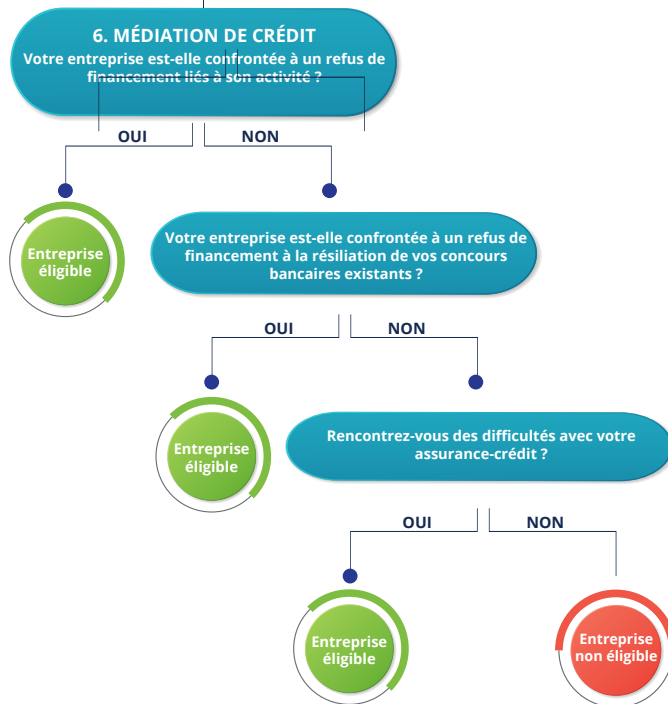 6. MÉDIATION DE CRÉDIT
Votre entreprise est-elle confrontée à un refus de
financement liés à son activité ?
OUI
NON
Entreprise
éligible
Votre entreprise est-elle confrontée à un refus de
financement à la résiliation de vos concours
bancaires existants ?
OUI
NON
Entreprise
éligible
Rencontrez-vous des difficultés avec votre
assurance-crédit ?
OUI
NON
Entreprise
éligible
Entreprise
non éligible